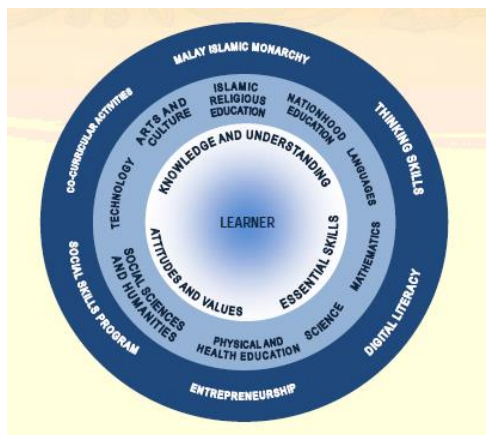 MALAY ISLAMIC MONARCHY
THINKING SKILLS
DIGITAL LITERACY
ENTREPRENEURSHIP
SOCIAL SKILLS PROGRAM
CO-CURRICULAR ACTIVITIES
ISLAMIC
RELIGIOUS
EDUCATION
NATIONHOOD
EDUCATION
LANGUAGES
MATHEMATICS
SCIENCE
PHYSICAL AND
HEALTH EDUCATION
SOCIAL SCIENCES
AND HUMANITIES
TECHNOLOGY
ARTS AND
CULTURE
KNOWLEDGE AND UNDERSTANDING
ESSENTIAL SKILLS
ATTITUDES AND VALUES
LEARNER